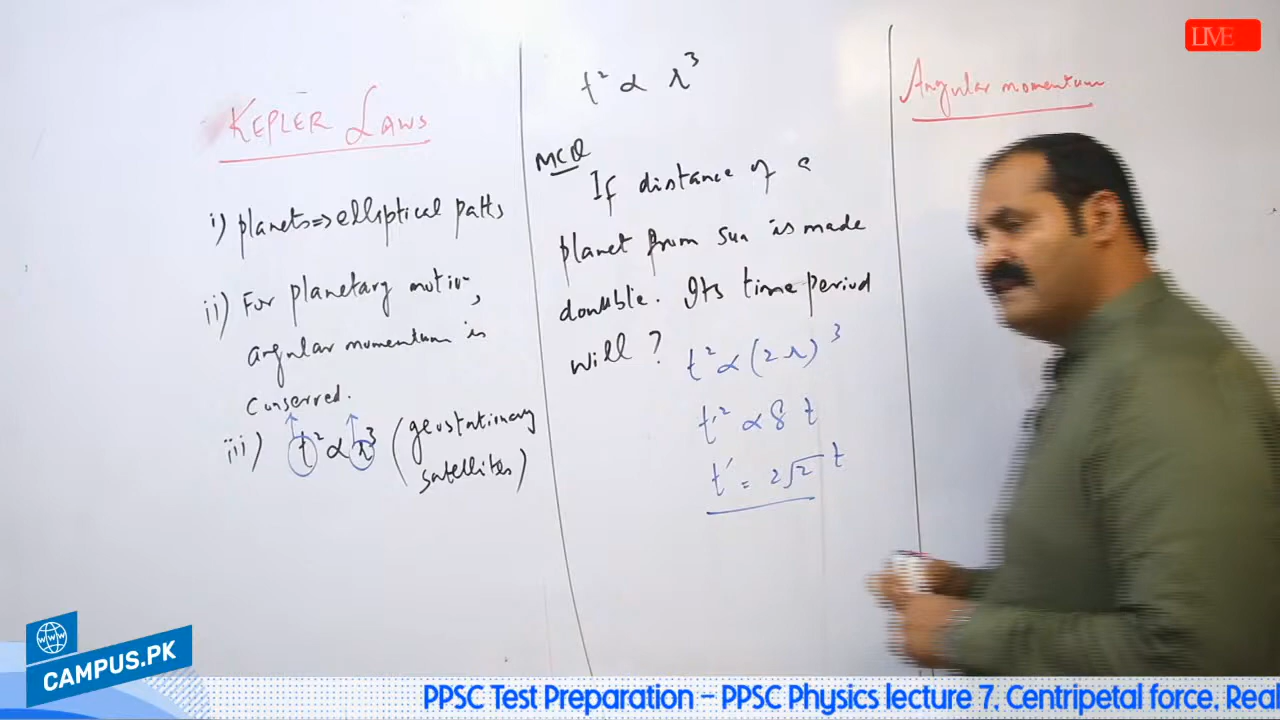 LIVE
KEPLER LAWS
i) planets⇒elliptical paths
ii) For planetary motion,
angular momentum is
Conserved.
iii) t² ∝ r³ (geostationary
satellites)
t² ∝ r³
MCQ
If distance of a
planet from sun is made
double. Its time period
will ?
t² ∝ (2r)³
t'² ∝ 8 t
t' = 2√2 t
Angular momentum
www
CAMPUS.PK
PPSC Test Preparation – PPSC Physics lecture 7. Centripetal force. Real